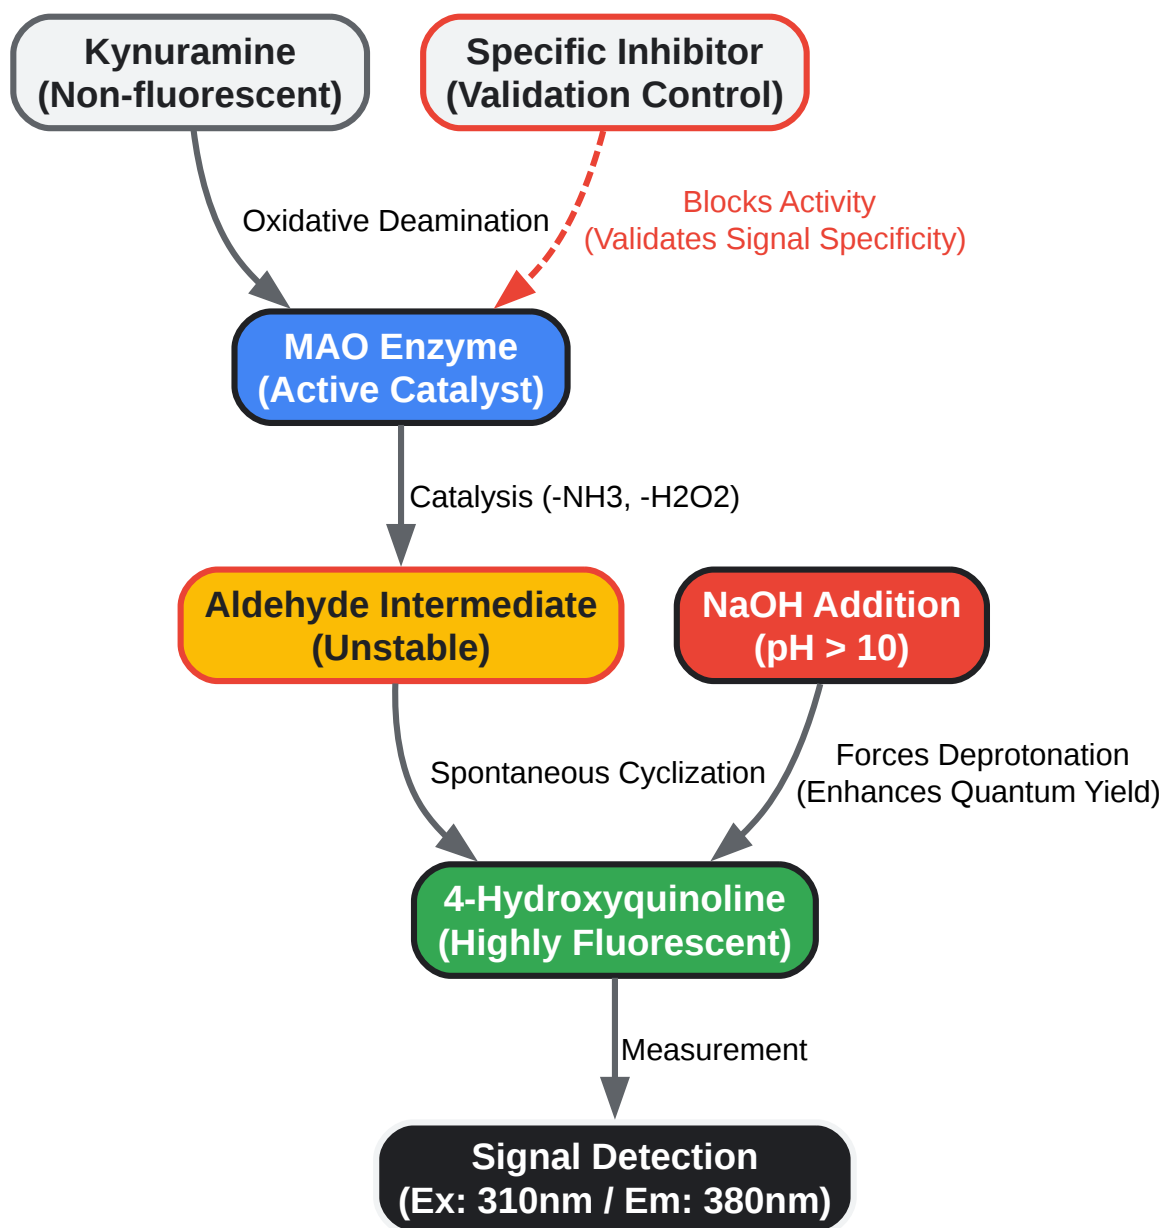 Kynuramine
(Non-fluorescent)
Specific Inhibitor
(Validation Control)
Oxidative Deamination
Blocks Activity
(Validates Signal Specificity)
MAO Enzyme
(Active Catalyst)
Catalysis (-NH3, -H2O2)
Aldehyde Intermediate
(Unstable)
NaOH Addition
(pH > 10)
Spontaneous Cyclization
Forces Deprotonation
(Enhances Quantum Yield)
4-Hydroxyquinoline
(Highly Fluorescent)
Measurement
Signal Detection
(Ex: 310nm / Em: 380nm)